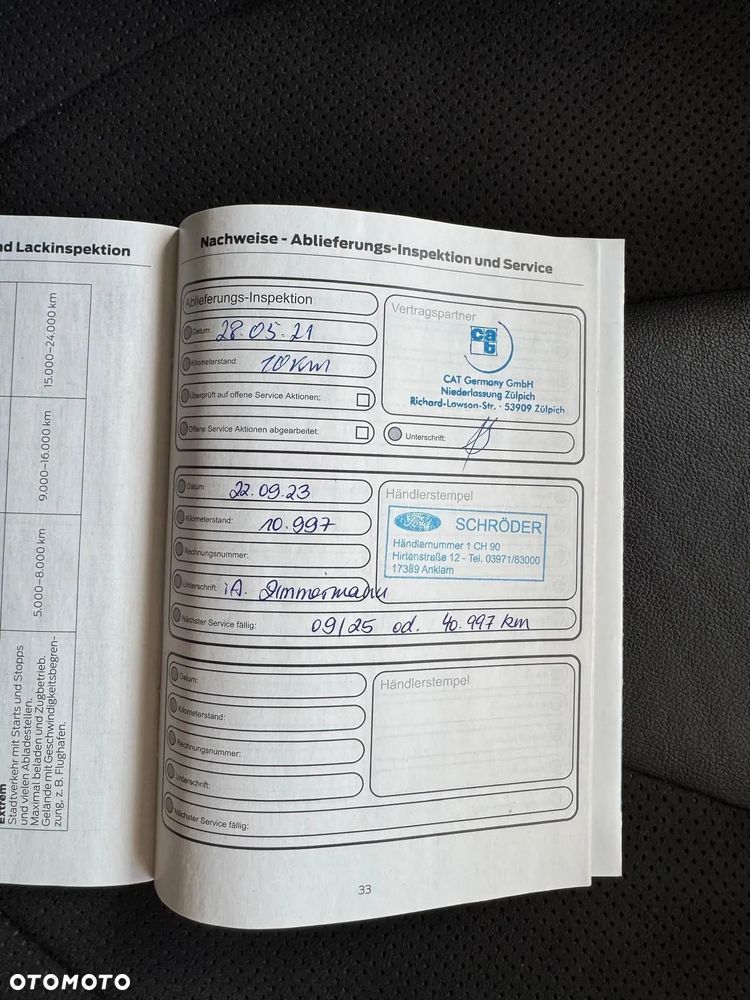 nd Lackinspektion
15.000–24.000 km
9.000–16.000 km
5.000–8.000 km
Extrem
Stadtverkehr mit Starts und Stopps
und vielen Abladestellen.
Maximal beladen und Zugbetrieb.
Gelände mit Geschwindigkeitsbegren-
zung, z. B. Flughafen.
Nachweise - Ablieferungs-Inspektion und Service
Ablieferungs-Inspektion
Datum: 28.05.21
Kilometerstand: 10 km
Überprüft auf offene Service Aktionen:
Offene Service Aktionen abgearbeitet:
Vertragspartner
cat
CAT Germany GmbH
Niederlassung Zülpich
Richard-Lawson-Str. · 53909 Zülpich
Unterschrift:
Datum: 22.09.23
Kilometerstand: 10.997
Rechnungsnummer:
Unterschrift: iA. Zimmermann
Nächster Service fällig: 09/25 od. 40.997 km
Händlerstempel
Ford SCHRÖDER
Händlernummer 1 CH 90
Hirtenstraße 12 - Tel. 03971/83000
17389 Anklam
Datum:
Kilometerstand:
Rechnungsnummer:
Unterschrift:
Nächster Service fällig:
Händlerstempel
33
OTOMOTO